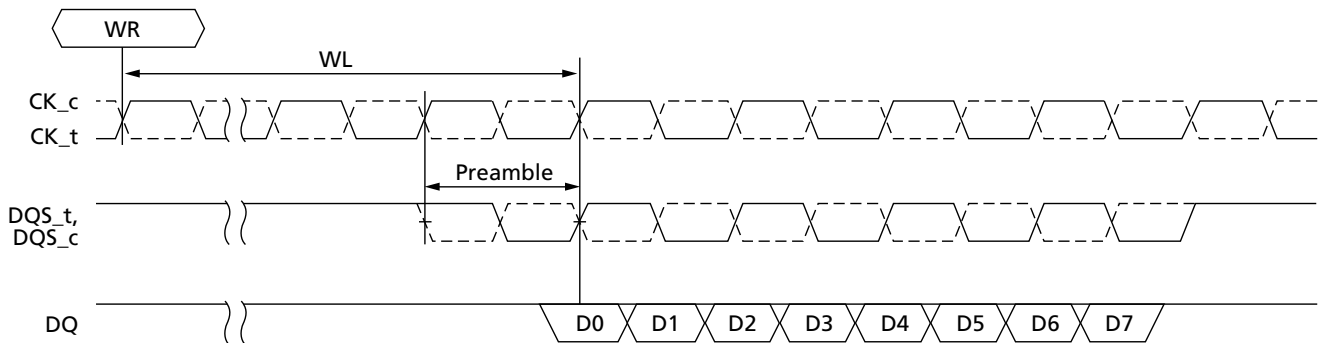 WR
WL
CK_c
CK_t
Preamble
DQS_t,
DQS_c
DQ
D0 D1 D2 D3 D4 D5 D6 D7